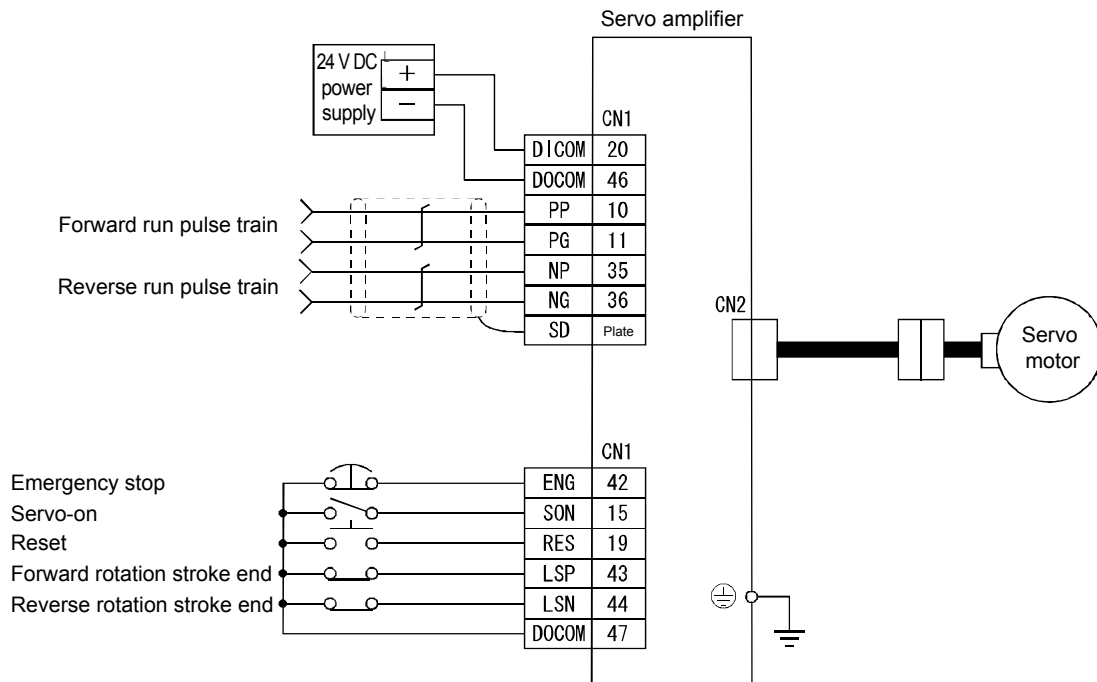 Servo amplifier
24 V DC
power
supply
+
−
CN1
DICOM 20
DOCOM 46
PP 10
PG 11
NP 35
NG 36
SD Plate
Forward run pulse train
Reverse run pulse train
CN2
Servo
motor
CN1
Emergency stop ENG 42
Servo-on SON 15
Reset RES 19
Forward rotation stroke end LSP 43
Reverse rotation stroke end LSN 44
DOCOM 47